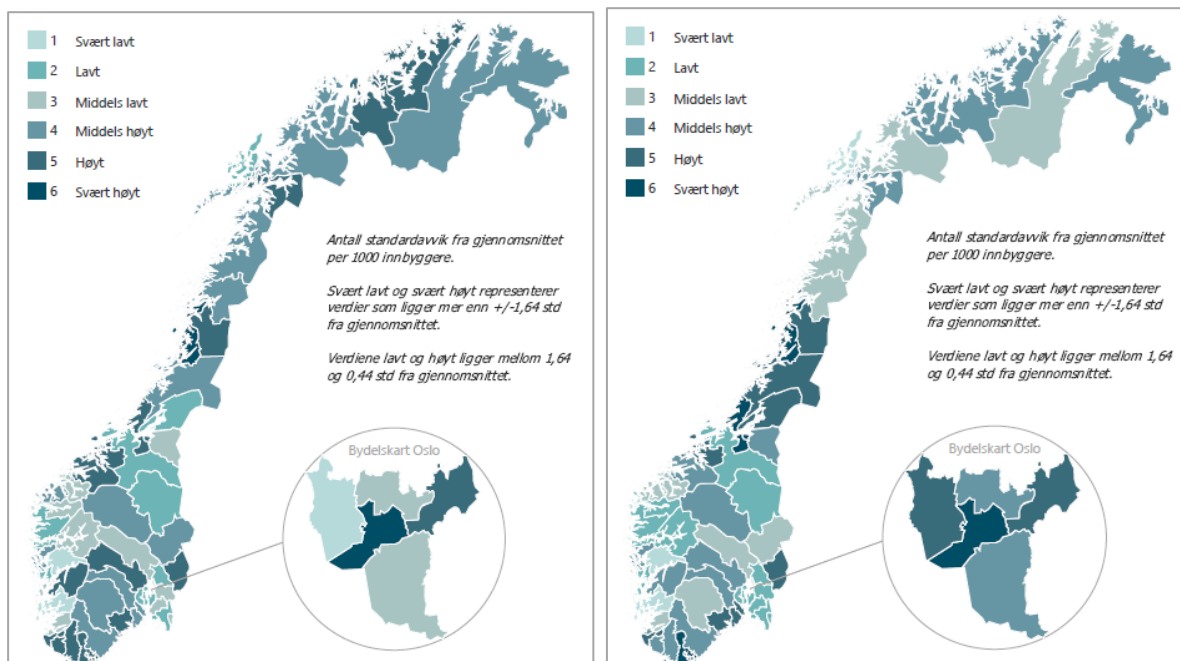 1 Svært lavt
2 Lavt
3 Middels lavt
4 Middels høyt
5 Høyt
6 Svært høyt
Antall standardavvik fra gjennomsnittet
per 1000 innbyggere.
Svært lavt og svært høyt representerer
verdier som ligger mer enn +/-1,64 std
fra gjennomsnittet.
Verdiene lavt og høyt ligger mellom 1,64
og 0,44 std fra gjennomsnittet.
Bydelskart Oslo
1 Svært lavt
2 Lavt
3 Middels lavt
4 Middels høyt
5 Høyt
6 Svært høyt
Antall standardavvik fra gjennomsnittet
per 1000 innbyggere.
Svært lavt og svært høyt representerer
verdier som ligger mer enn +/-1,64 std
fra gjennomsnittet.
Verdiene lavt og høyt ligger mellom 1,64
og 0,44 std fra gjennomsnittet.
Bydelskart Oslo